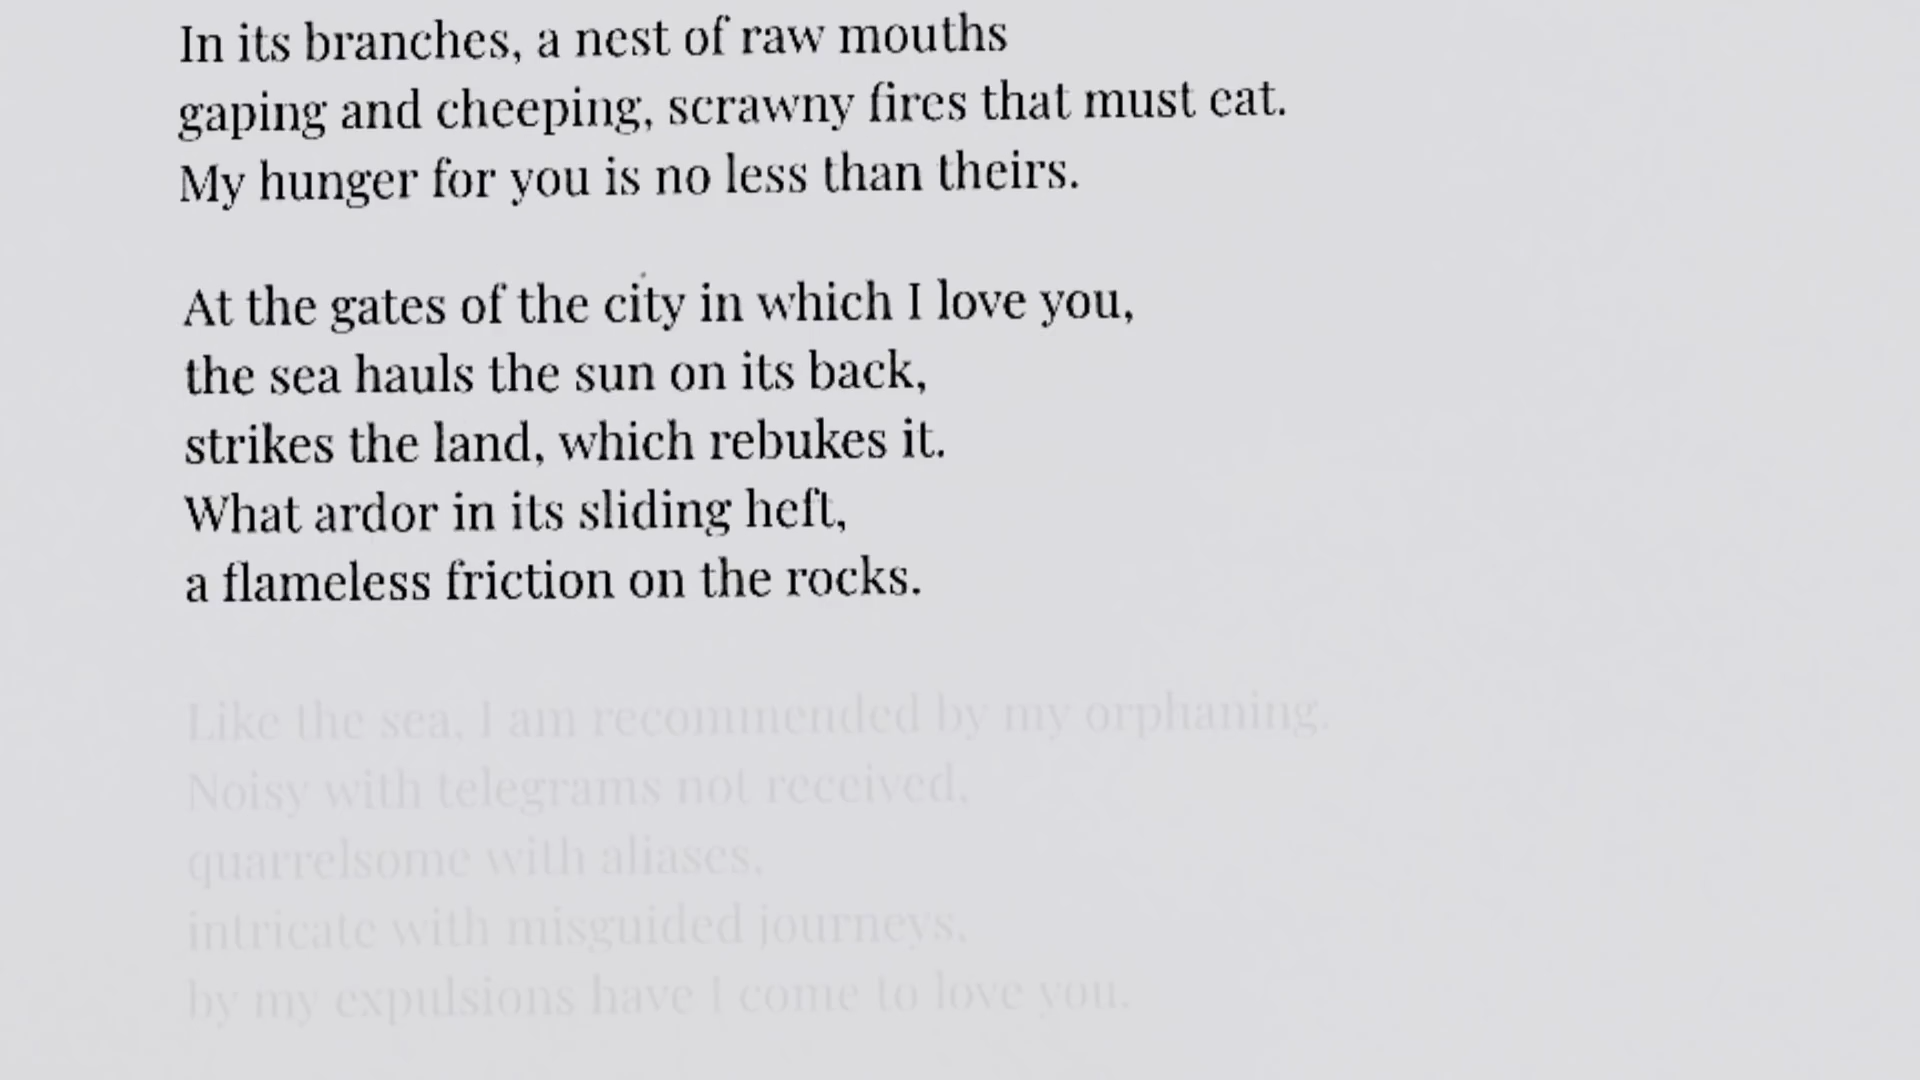 In its branches, a nest of raw mouths
gaping and cheeping, scrawny fires that must eat.
My hunger for you is no less than theirs.
At the gates of the city in which I love you,
the sea hauls the sun on its back,
strikes the land, which rebukes it.
What ardor in its sliding heft,
a flameless friction on the rocks.
Like the sea, I am recommended by my orphaning.
Noisy with telegrams not received,
quarrelsome with aliases,
intricate with misguided journeys,
by my expulsions have I come to love you.